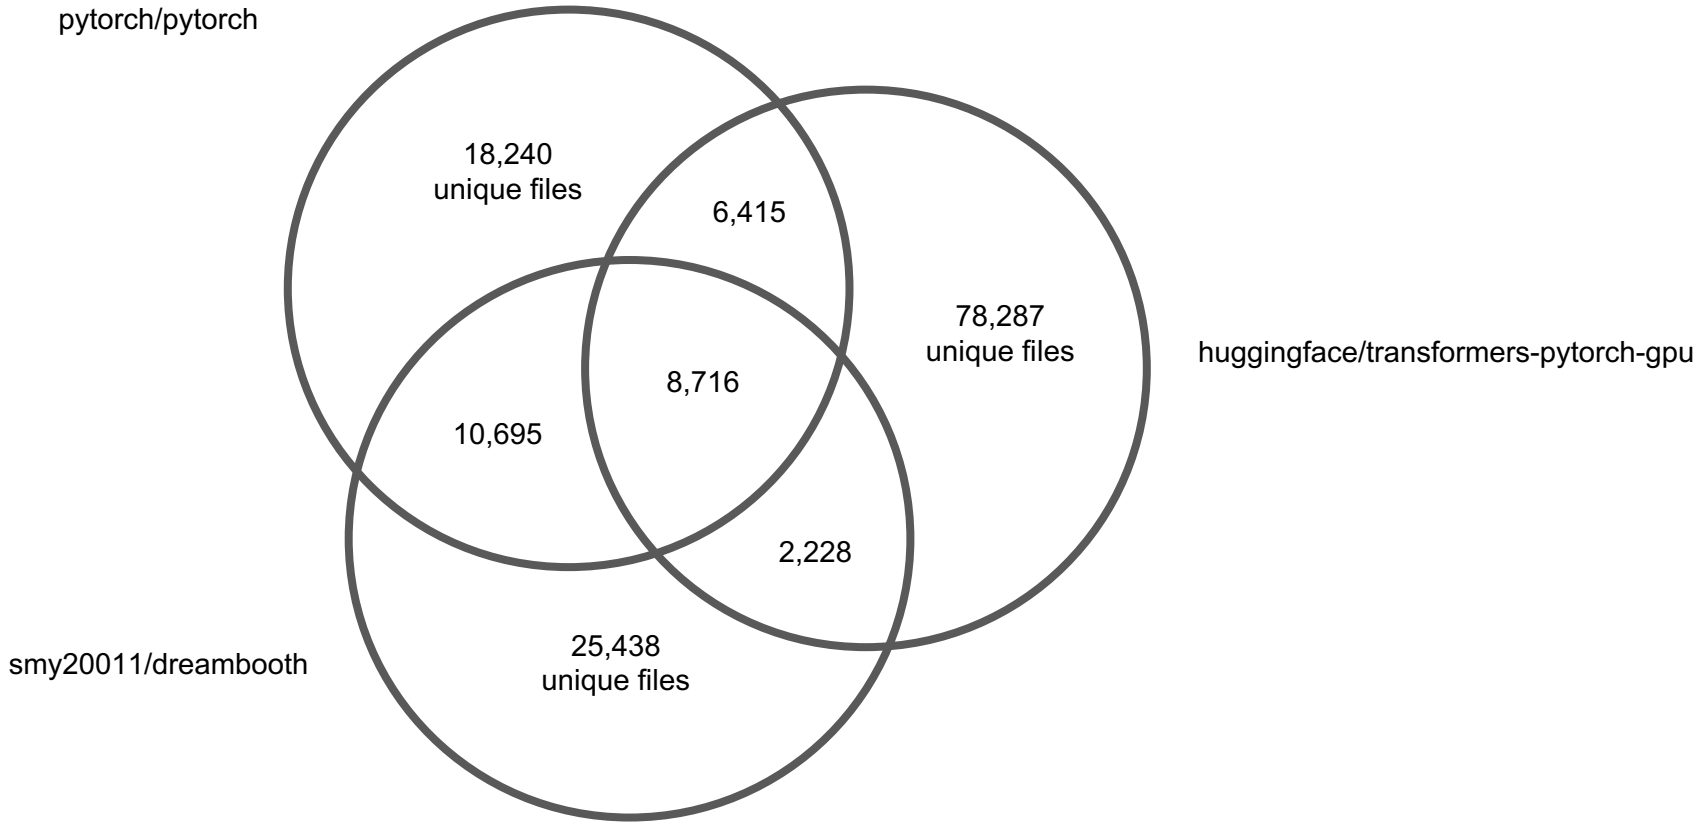 pytorch/pytorch
18,240
unique files
6,415
78,287
unique files
huggingface/transformers-pytorch-gpu
8,716
10,695
2,228
25,438
unique files
smy20011/dreambooth